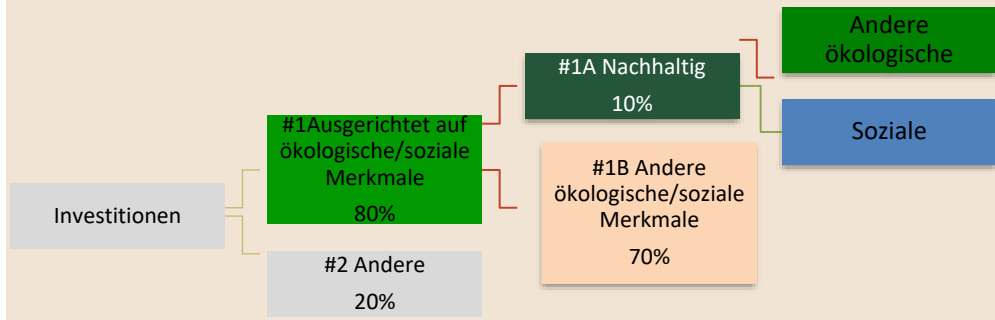 Investitionen
#1Ausgerichtet auf
ökologische/soziale
Merkmale
80%
#2 Andere
20%
#1A Nachhaltig
10%
#1B Andere
ökologische/soziale
Merkmale
70%
Andere
ökologische
Soziale